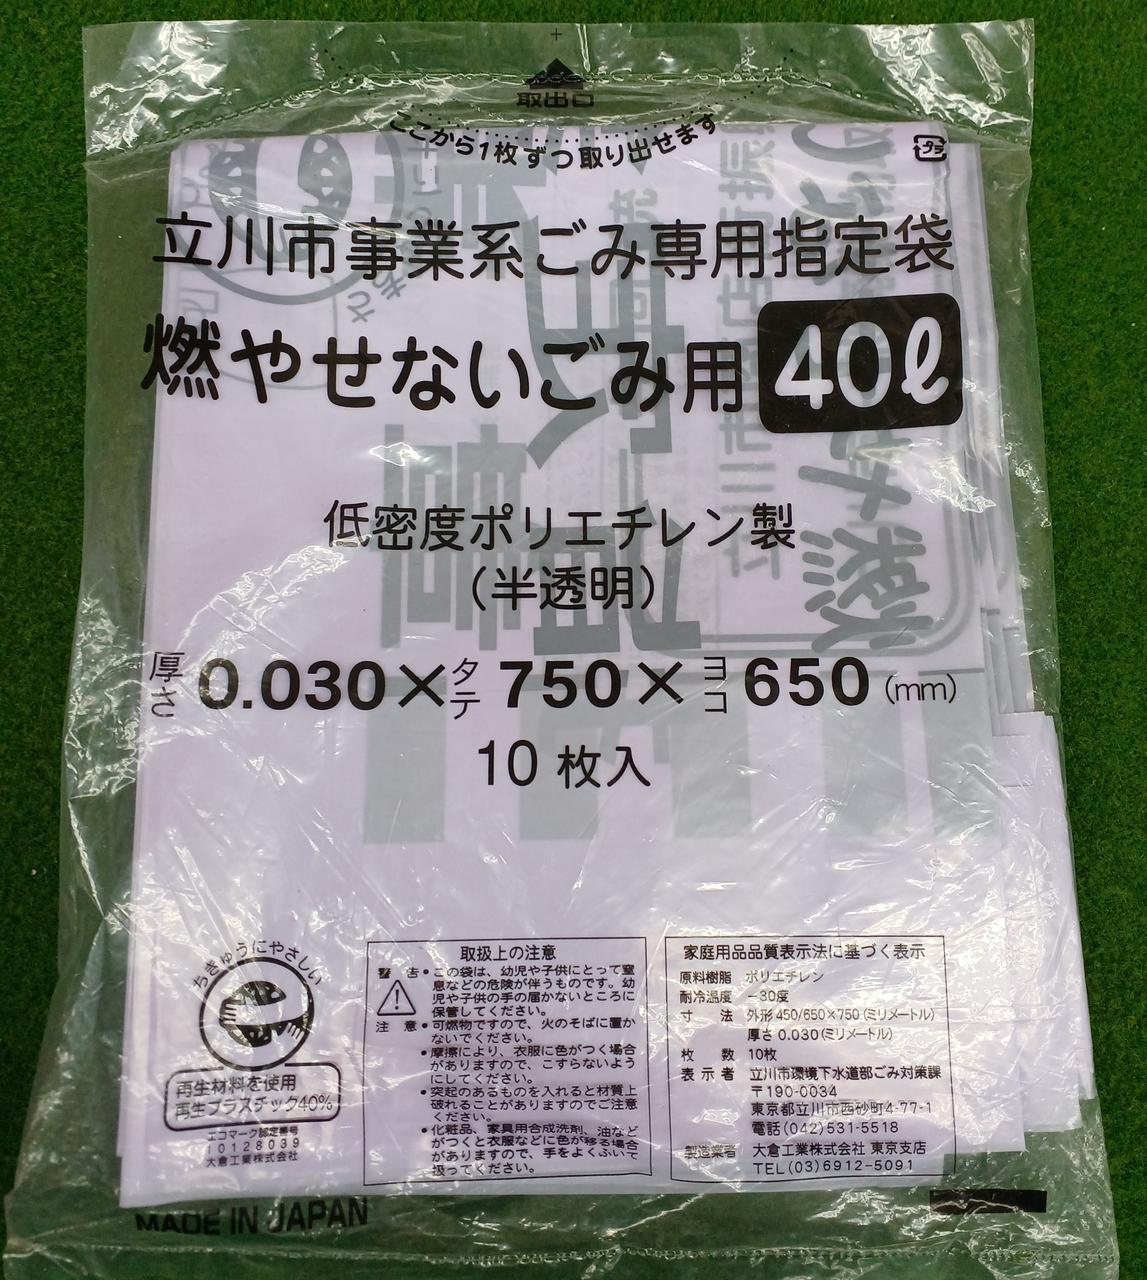 取出口
ここから1枚ずつ取り出せます
プラ
立川市事業系ごみ専用指定袋
燃やせないごみ用 40ℓ
低密度ポリエチレン製
(半透明)
厚さ 0.030×タテ 750×ヨコ 650 (mm)
10 枚入
ちきゅうにやさしい
再生材料を使用
再生プラスチック40%
エコマーク認定番号
10128039
大倉工業株式会社
取扱上の注意
警告●この袋は、幼児や子供にとって窒
息などの危険が伴うものです。幼
児や子供の手の届かないところに
保管してください。
注意●可燃物ですので、火のそばに置か
ないでください。
●摩擦により、衣服に色がつく場合
がありますので、こすらないよう
にしてください。
●突起のあるものを入れると材質上
破れることがありますのでご注意
ください。
●化粧品、家具用合成洗剤、油など
がつくと衣服などに色が移る場合
がありますので、手をよくふいて
扱ってください。
家庭用品品質表示法に基づく表示
原料樹脂 ポリエチレン
耐冷温度 −30度
寸法 外形450/650×750(ミリメートル)
厚さ0.030(ミリメートル)
枚数 10枚
表示者 立川市環境下水道部ごみ対策課
〒190-0034
東京都立川市西砂町4-77-1
電話(042)531-5518
製造業者 大倉工業株式会社 東京支店
TEL(03)6912-5091
MADE IN JAPAN